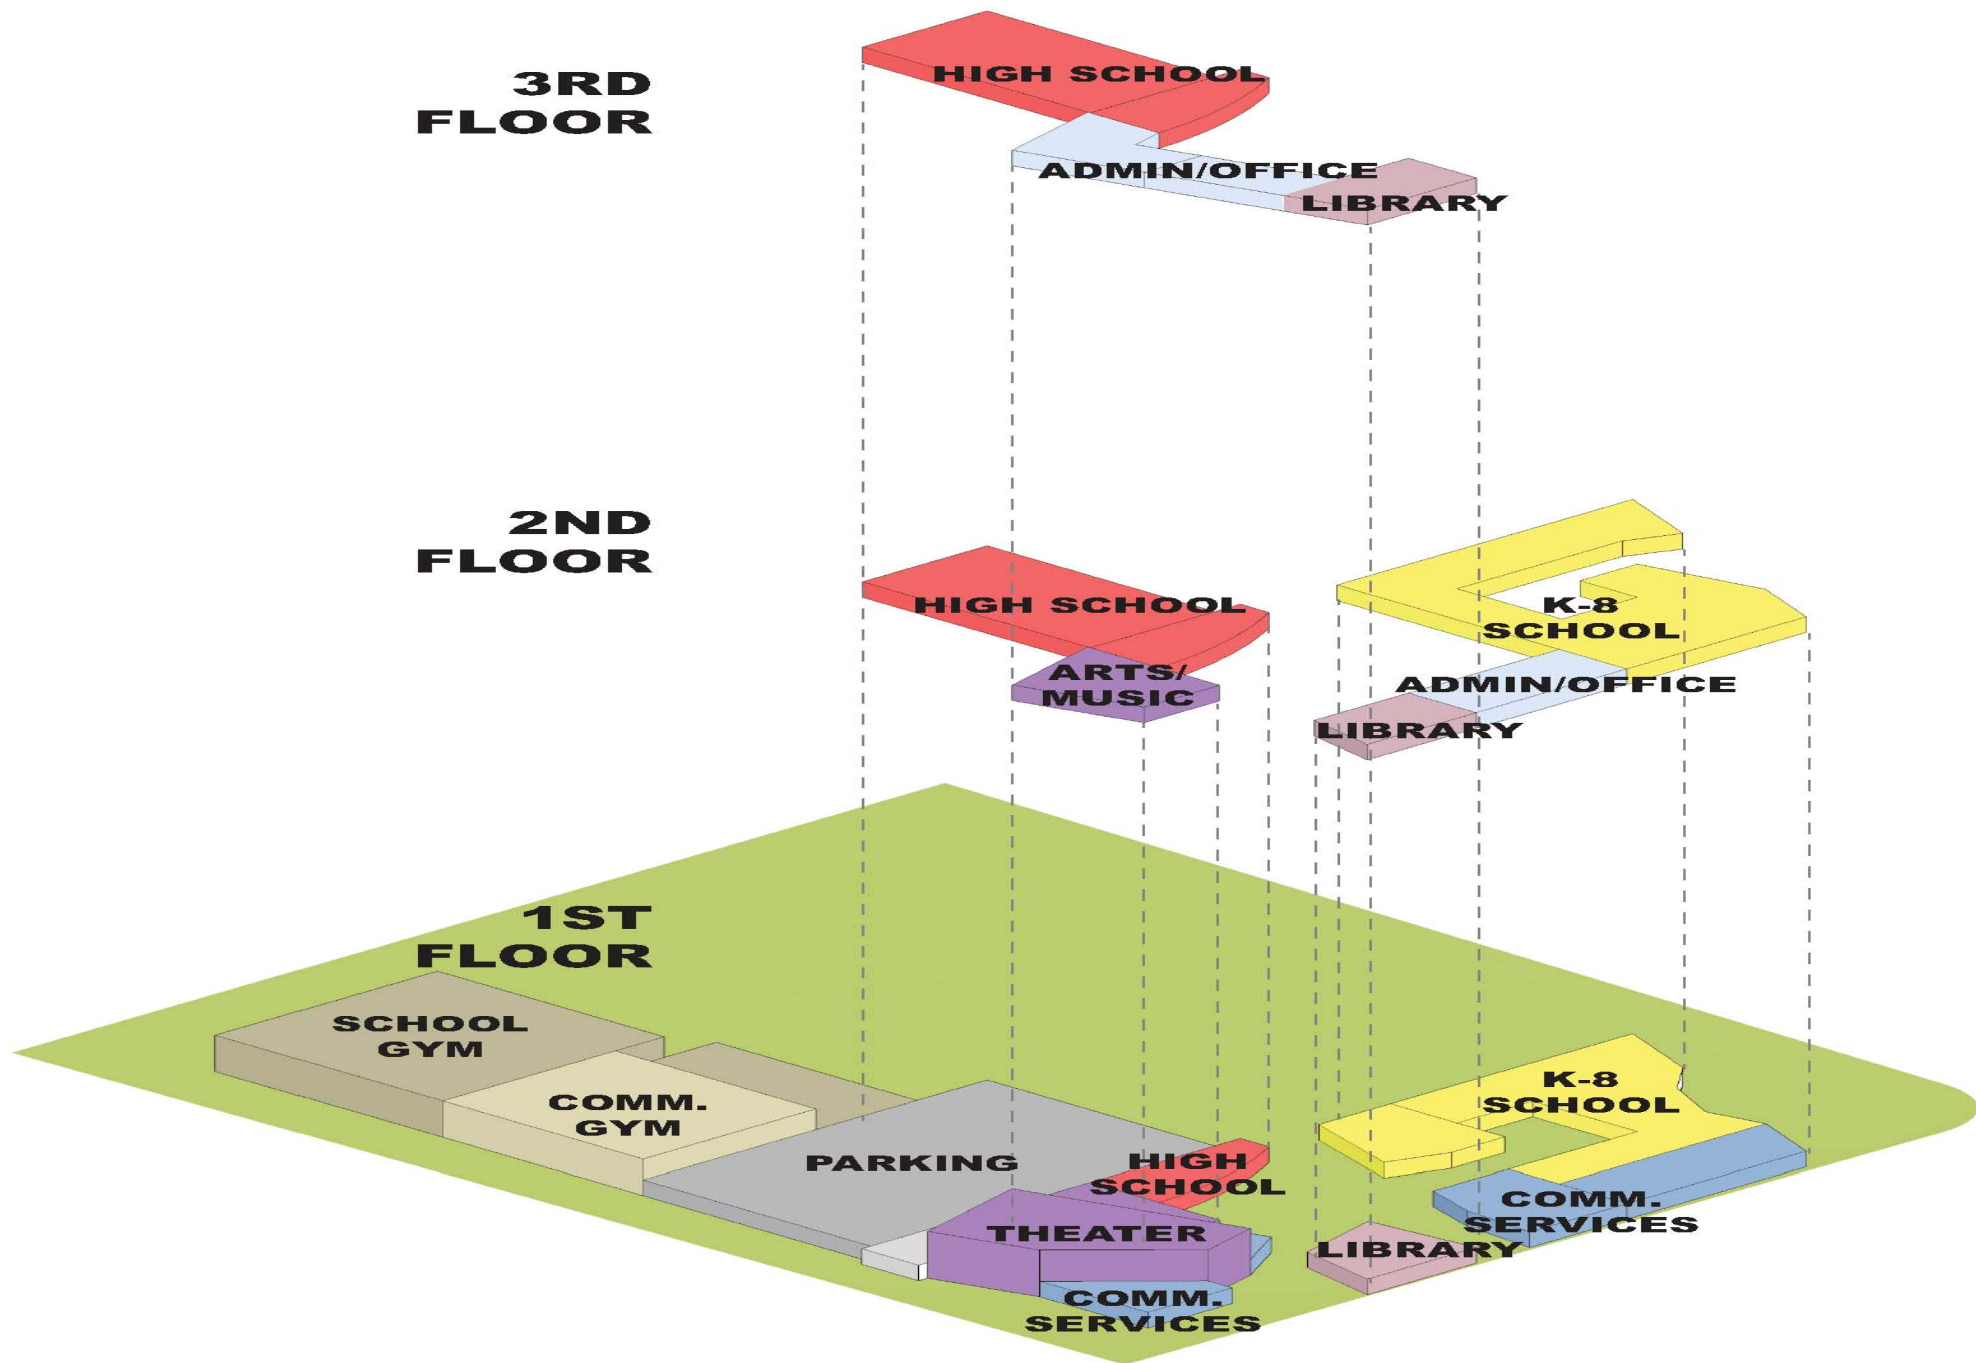 3RD
FLOOR
HIGH SCHOOL
ADMIN/OFFICE
LIBRARY
2ND
FLOOR
HIGH SCHOOL
ARTS/
MUSIC
K-8
SCHOOL
ADMIN/OFFICE
LIBRARY
1ST
FLOOR
SCHOOL
GYM
COMM.
GYM
PARKING
HIGH
SCHOOL
THEATER
COMM.
SERVICES
K-8
SCHOOL
COMM.
SERVICES
LIBRARY